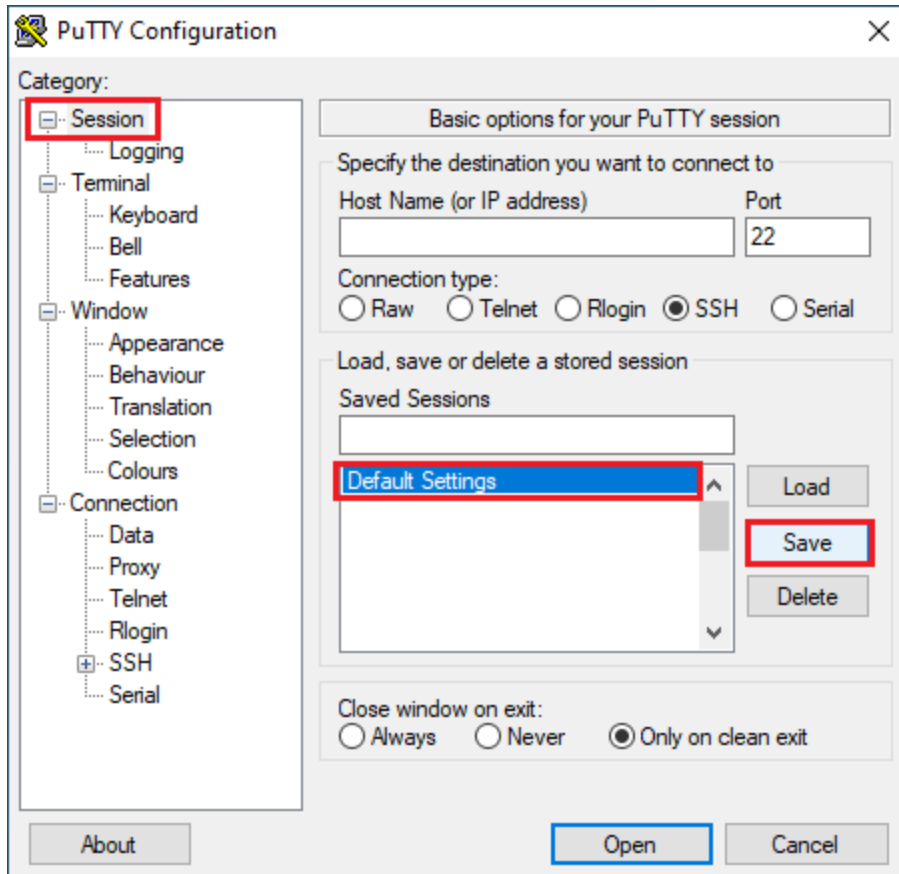 PuTTY Configuration
Category:
Session
Logging
Terminal
Keyboard
Bell
Features
Window
Appearance
Behaviour
Translation
Selection
Colours
Connection
Data
Proxy
Telnet
Rlogin
SSH
Serial
Basic options for your PuTTY session
Specify the destination you want to connect to
Host Name (or IP address) Port
22
Connection type:
Raw Telnet Rlogin SSH Serial
Load, save or delete a stored session
Saved Sessions
Default Settings
Load
Save
Delete
Close window on exit:
Always Never Only on clean exit
About Open Cancel